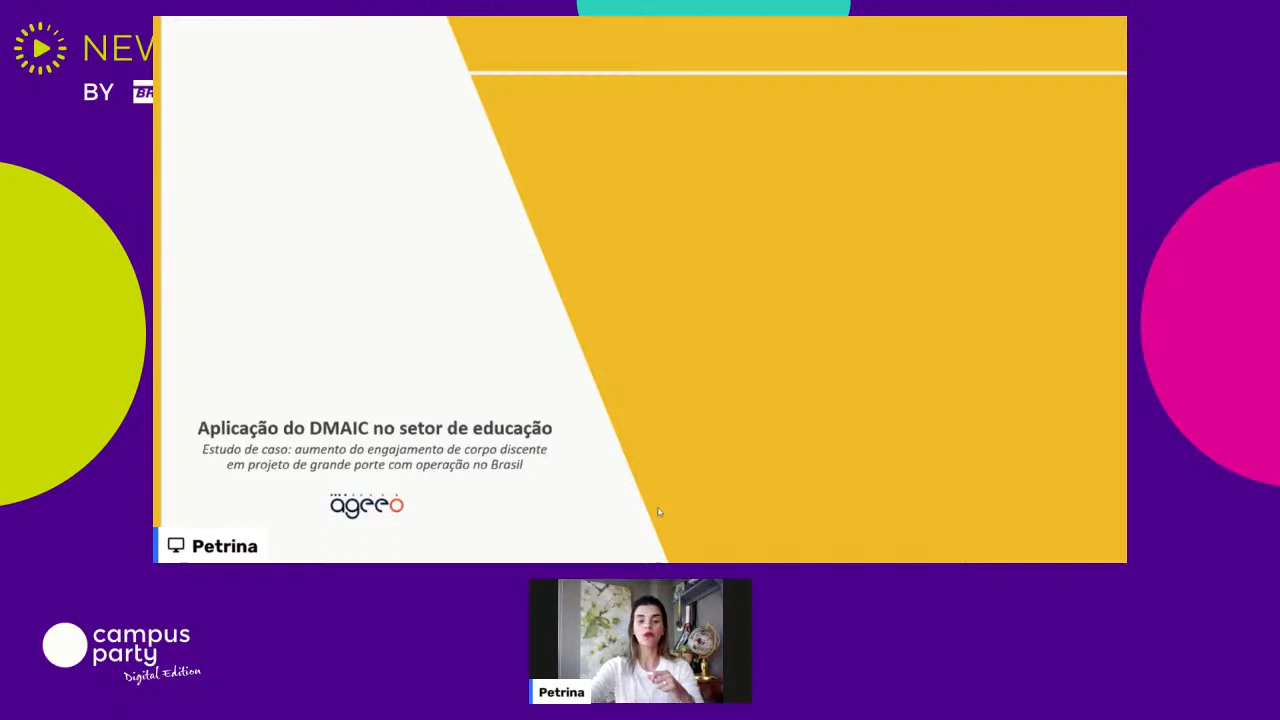 NEW
BY BR
Aplicação do DMAIC no setor de educação
Estudo de caso: aumento do engajamento de corpo discente
em projeto de grande porte com operação no Brasil
ageeo
Petrina
campus
party
Digital Edition
Petrina